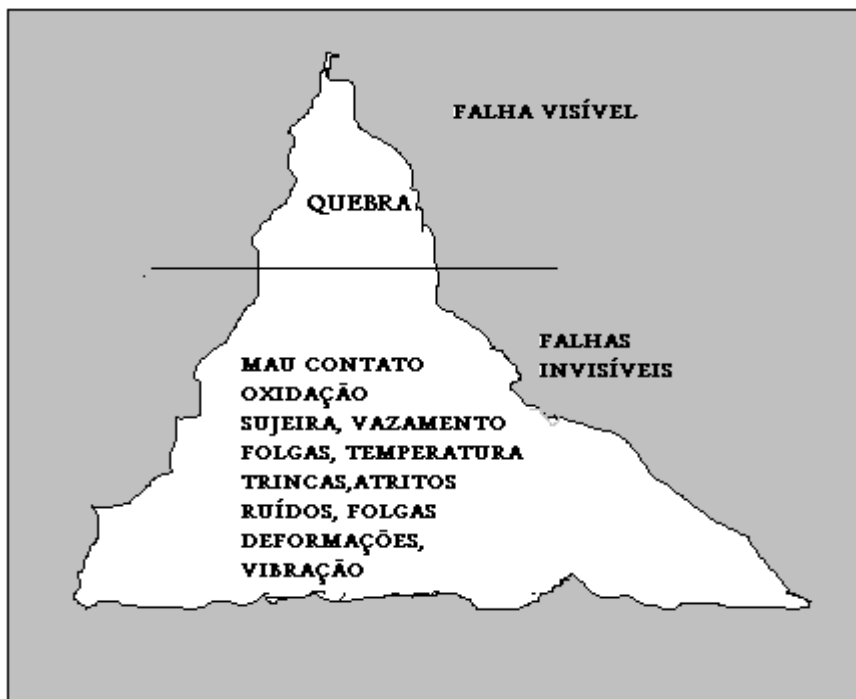 FALHA VISÍVEL
QUEBRA
FALHAS
INVISÍVEIS
MAU CONTATO
OXIDAÇÃO
SUJEIRA, VAZAMENTO
FOLGAS, TEMPERATURA
TRINCAS,ATRITOS
RUÍDOS, FOLGAS
DEFORMAÇÕES,
VIBRAÇÃO